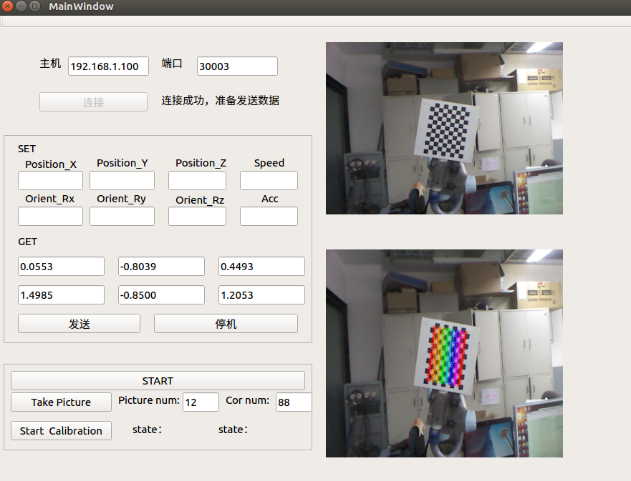 MainWindow
主机 192.168.1.100 端口 30003
连接 连接成功，准备发送数据
SET
Position_X Position_Y Position_Z Speed
Orient_Rx Orient_Ry Orient_Rz Acc
GET
0.0553 -0.8039 0.4493
1.4985 -0.8500 1.2053
发送 停机
START
Take Picture Picture num: 12 Cor num: 88
Start Calibration state： state：